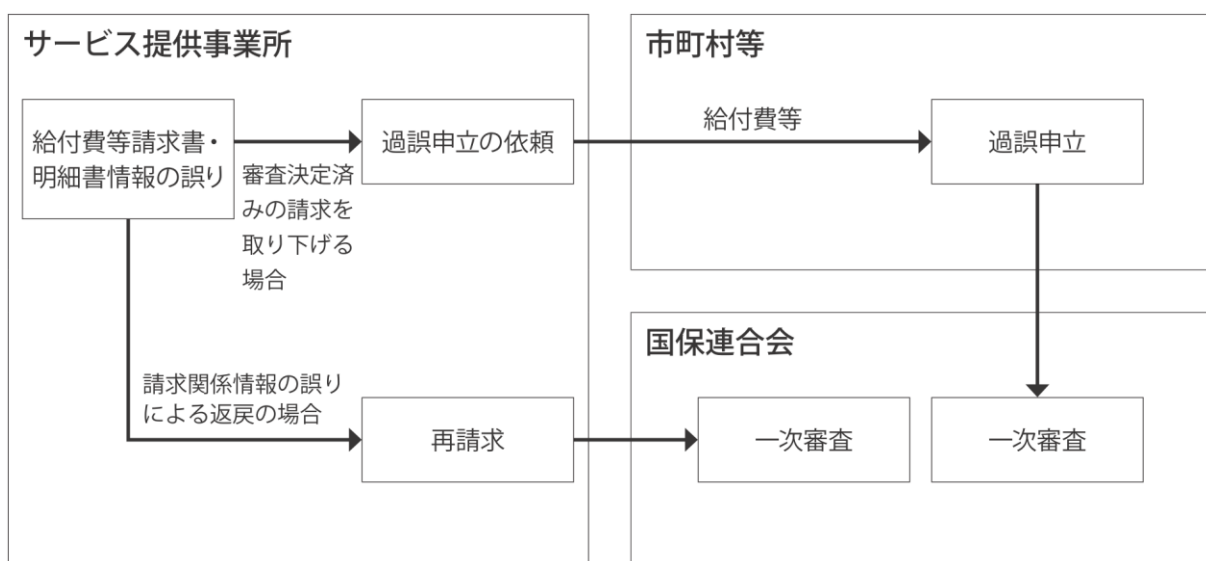 サービス提供事業所
給付費等請求書・
明細書情報の誤り
審査決定済
みの請求を
取り下げる
場合
過誤申立の依頼
請求関係情報の誤り
による返戻の場合
再請求
市町村等
給付費等
過誤申立
国保連合会
一次審査
一次審査